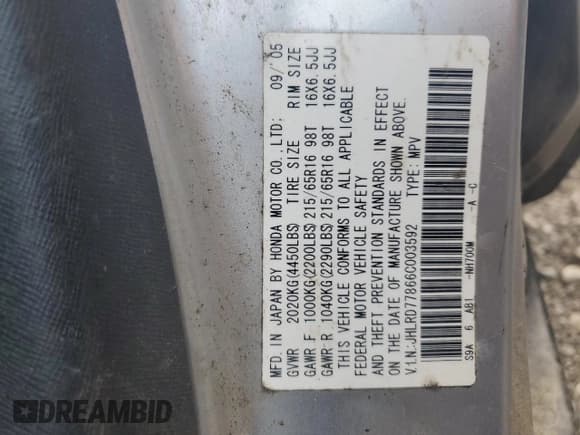 MFD. IN JAPAN BY HONDA MOTOR CO., LTD; 09/05
GVWR 2020KG(4450LBS) TIRE SIZE RIM SIZE
GAWR F 1000KG(2200LBS) 215/65R16 98T 16X6.5JJ
GAWR R 1040KG(2290LBS) 215/65R16 98T 16X6.5JJ
THIS VEHICLE CONFORMS TO ALL APPLICABLE
FEDERAL MOTOR VEHICLE SAFETY
AND THEFT PREVENTION STANDARDS IN EFFECT
ON THE DATE OF MANUFACTURE SHOWN ABOVE.
V.I.N.:JHLRD77866C003592 TYPE: MPV
S9A 6 AB1 -NH700M -A -C
DREAMBID